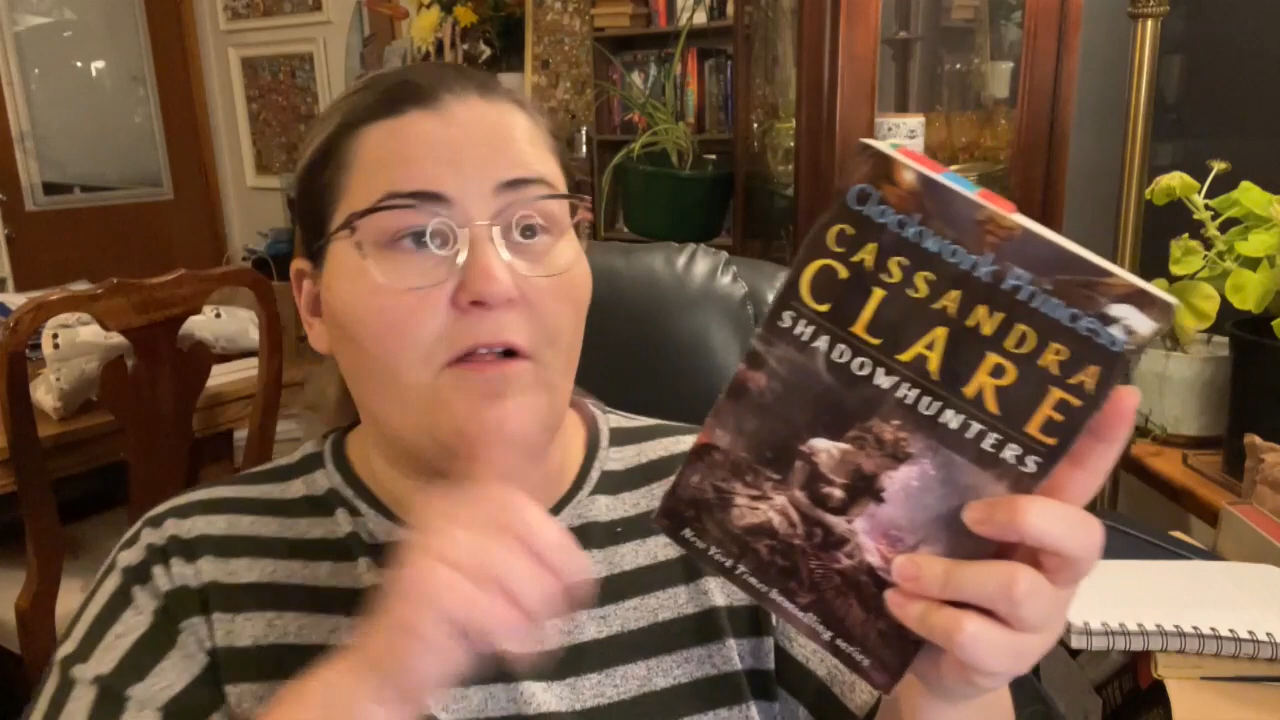 Clockwork Princess
CASSANDRA
CLARE
SHADOWHUNTERS
New York Times bestselling series